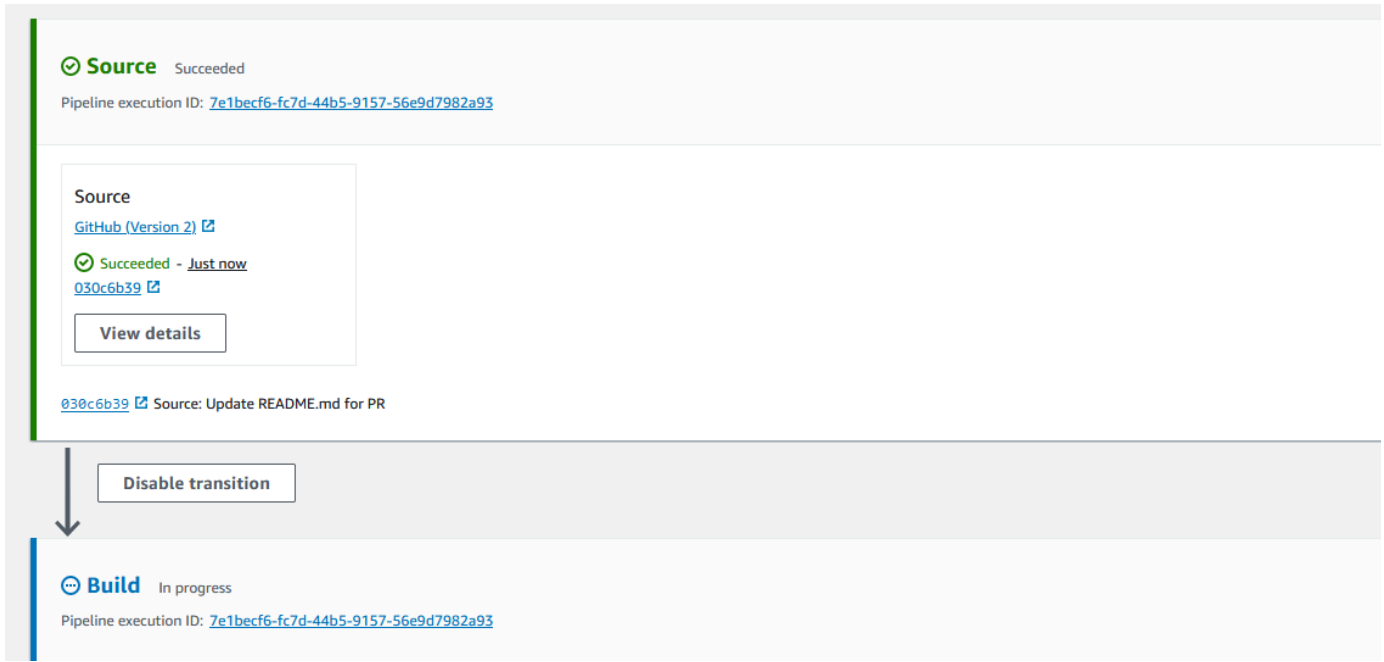 Source Succeeded
Pipeline execution ID: 7e1becf6-fc7d-44b5-9157-56e9d7982a93
Source
GitHub (Version 2)
Succeeded - Just now
030c6b39
View details
030c6b39 Source: Update README.md for PR
Disable transition
Build In progress
Pipeline execution ID: 7e1becf6-fc7d-44b5-9157-56e9d7982a93